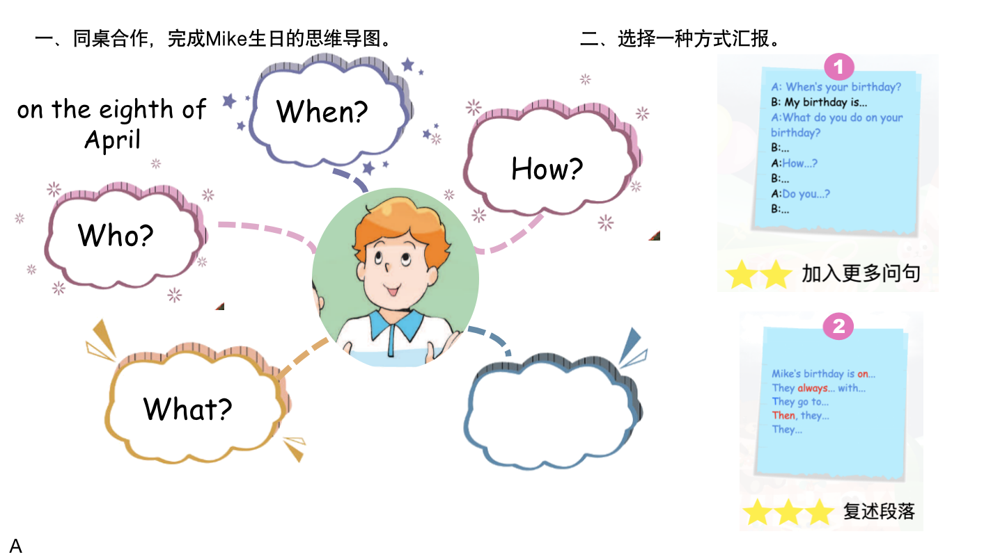 一、同桌合作，完成Mike生日的思维导图。
on the eighth of
April
When?
How?
Who?
What?
A
二、选择一种方式汇报。
1
A: When's your birthday?
B: My birthday is...
A:What do you do on your
birthday?
B:...
A:How...?
B:...
A:Do you...?
B:...
加入更多问句
2
Mike's birthday is on...
They always... with...
They go to...
Then, they...
They...
复述段落